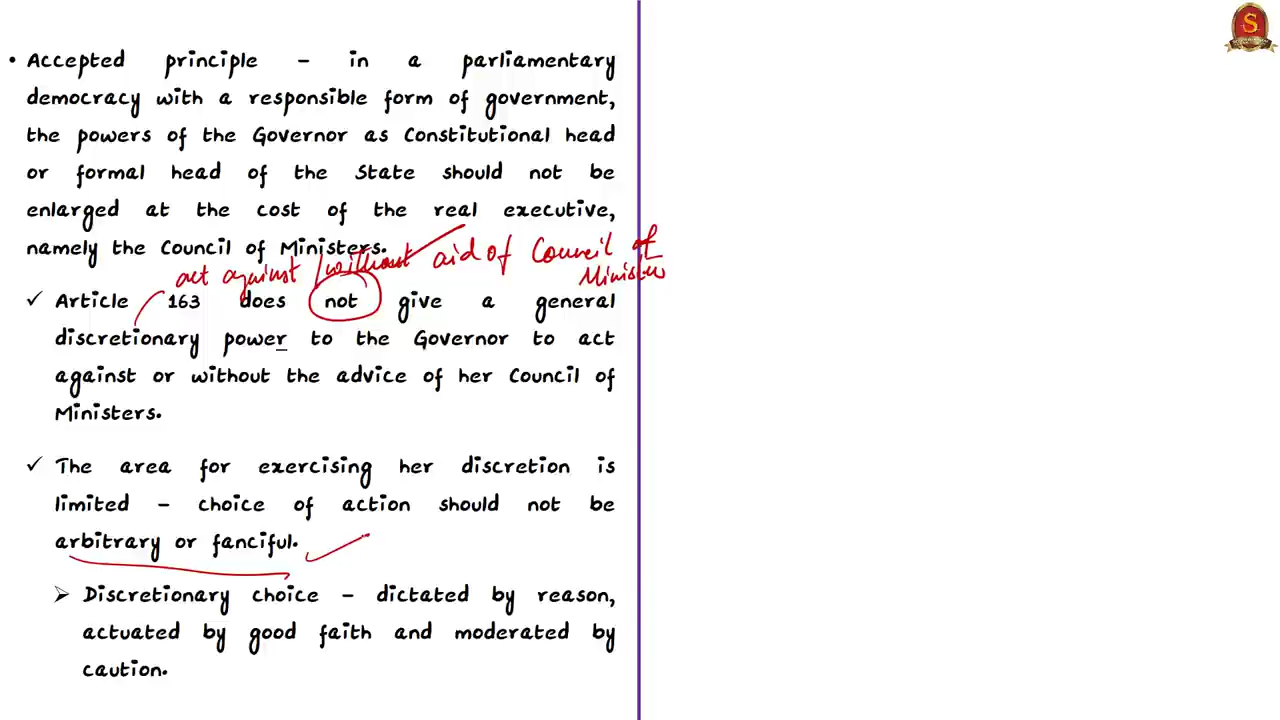 • Accepted principle – in a parliamentary
democracy with a responsible form of government,
the powers of the Governor as Constitutional head
or formal head of the State should not be
enlarged at the cost of the real executive,
namely the Council of Ministers.
act against / without aid of Council of
Ministers
✓ Article 163 does not give a general
discretionary power to the Governor to act
against or without the advice of her Council of
Ministers.
✓ The area for exercising her discretion is
limited – choice of action should not be
arbitrary or fanciful.
➢ Discretionary choice – dictated by reason,
actuated by good faith and moderated by
caution.
S